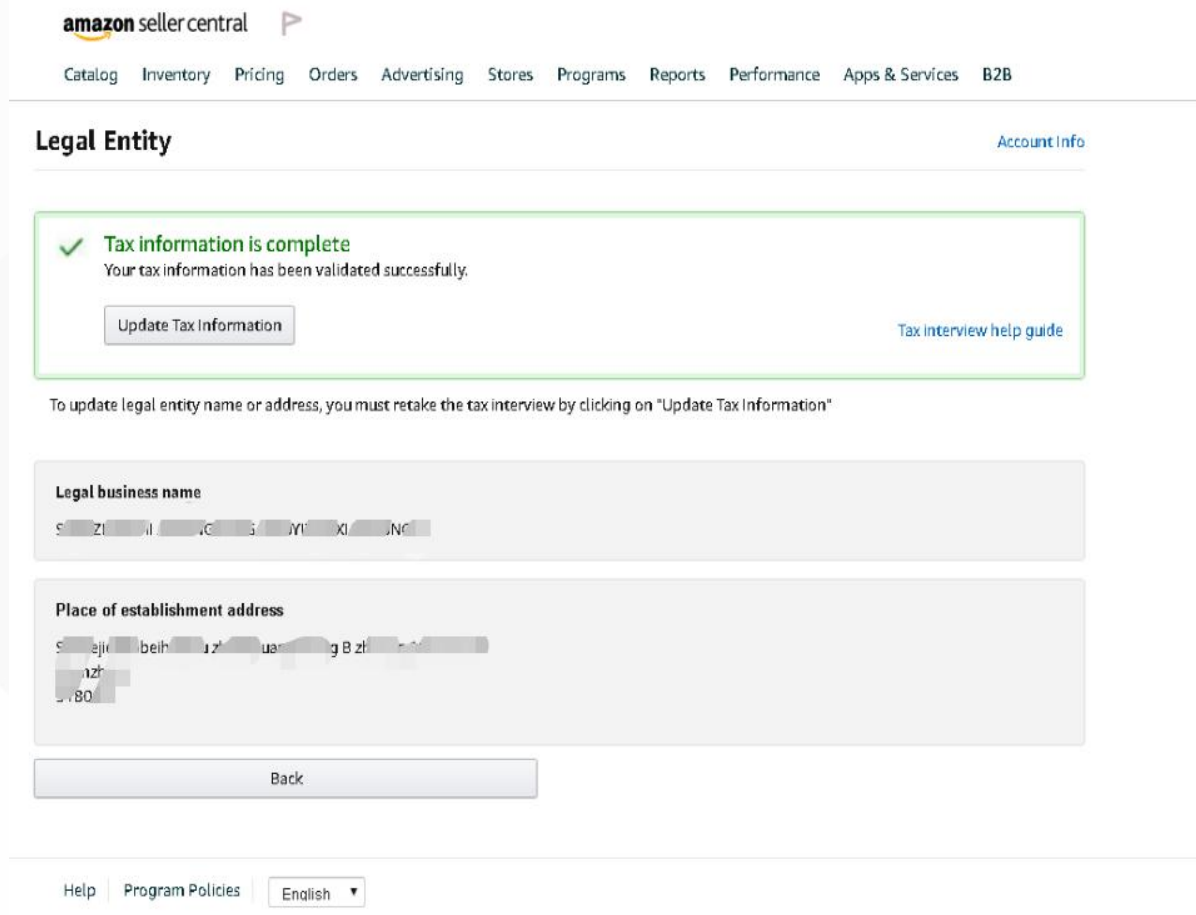 amazon seller central
Catalog Inventory Pricing Orders Advertising Stores Programs Reports Performance Apps & Services B2B
Legal Entity
Account Info
Tax information is complete
Your tax information has been validated successfully.
Update Tax Information
Tax interview help guide
To update legal entity name or address, you must retake the tax interview by clicking on "Update Tax Information"
Legal business name
Place of establishment address
Back
Help Program Policies English